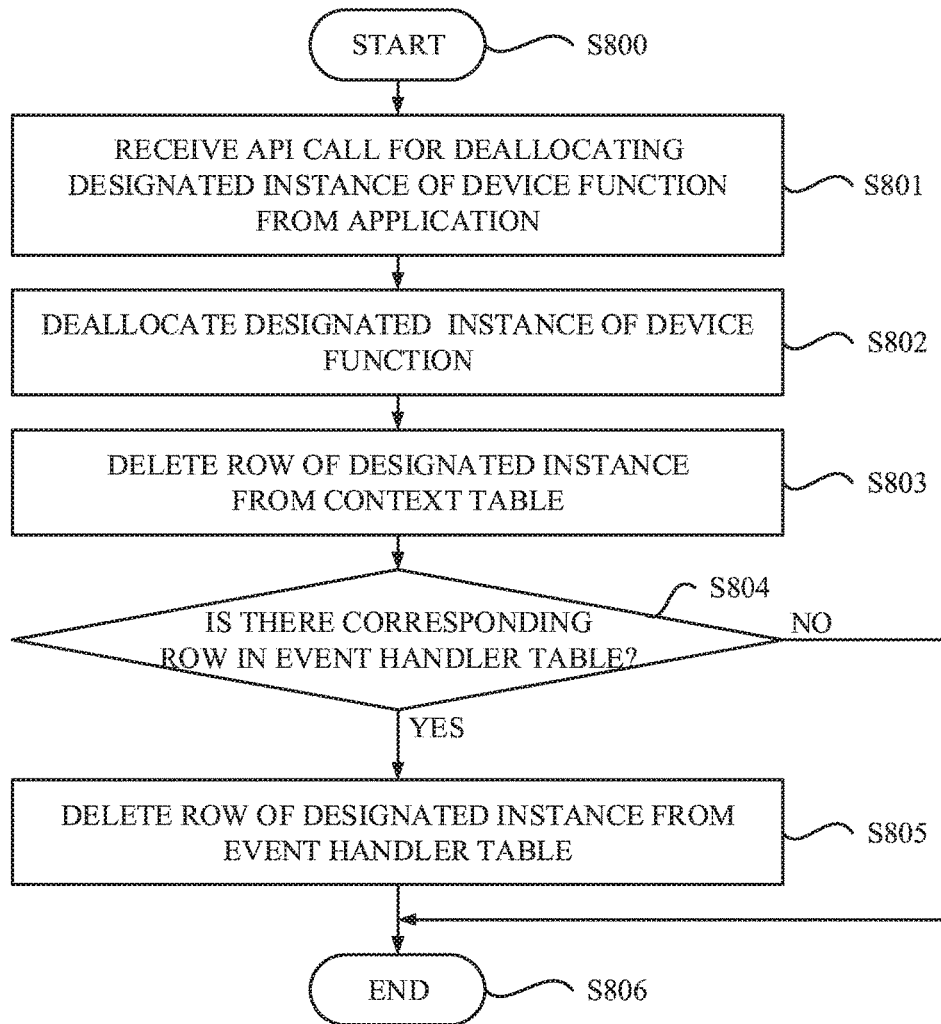 START
S800
RECEIVE API CALL FOR DEALLOCATING
DESIGNATED INSTANCE OF DEVICE FUNCTION
FROM APPLICATION
S801
DEALLOCATE DESIGNATED INSTANCE OF DEVICE
FUNCTION
S802
DELETE ROW OF DESIGNATED INSTANCE
FROM CONTEXT TABLE
S803
S804
IS THERE CORRESPONDING
ROW IN EVENT HANDLER TABLE?
NO
YES
DELETE ROW OF DESIGNATED INSTANCE FROM
EVENT HANDLER TABLE
S805
END
S806